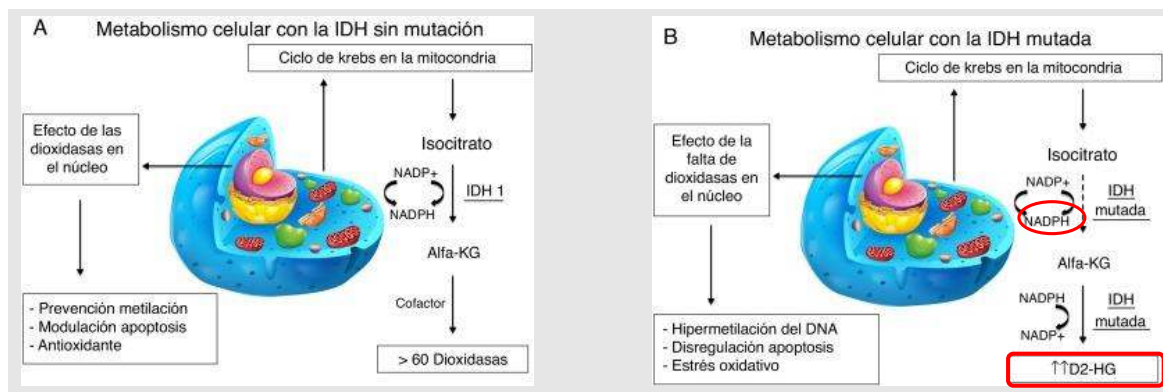 A
Metabolismo celular con la IDH sin mutación
Ciclo de krebs en la mitocondria
Efecto de las
dioxidasas en
el núcleo
Isocitrato
NADP+
IDH 1
NADPH
Alfa-KG
Cofactor
- Prevención metilación
- Modulación apoptosis
- Antioxidante
> 60 Dioxidasas
B
Metabolismo celular con la IDH mutada
Ciclo de krebs en la mitocondria
Efecto de la
falta de
dioxidasas en
el núcleo
Isocitrato
NADP+
IDH
mutada
NADPH
Alfa-KG
NADPH
IDH
mutada
NADP+
- Hipermetilación del DNA
- Disregulación apoptosis
- Estrés oxidativo
↑↑D2-HG